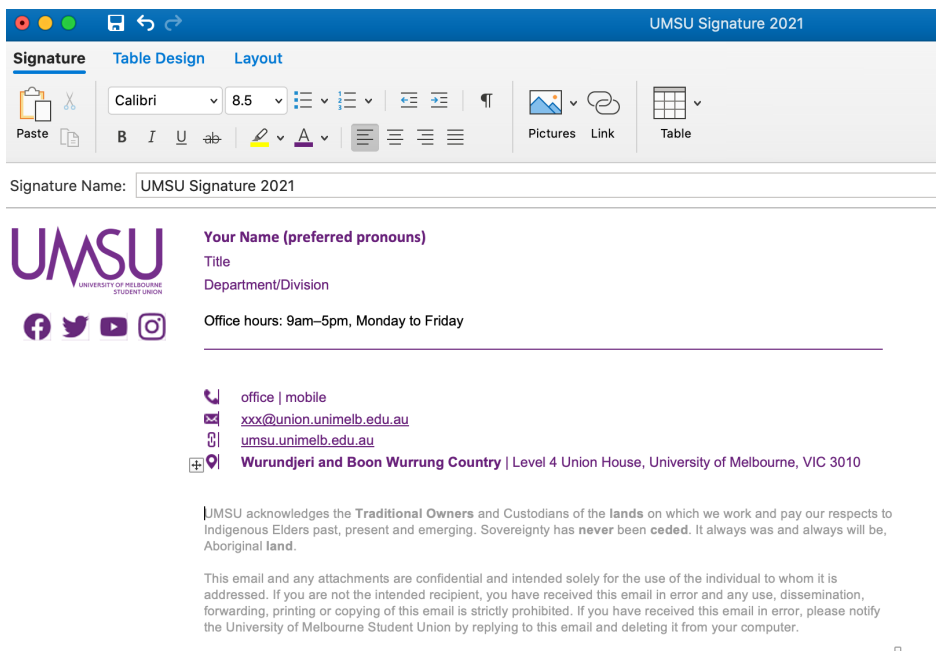 UMSU Signature 2021
Signature Table Design Layout
Calibri 8.5
Paste B I U ab A Pictures Link Table
Signature Name: UMSU Signature 2021
UMSU
UNIVERSITY OF MELBOURNE
STUDENT UNION
Your Name (preferred pronouns)
Title
Department/Division
Office hours: 9am–5pm, Monday to Friday
office | mobile
xxx@union.unimelb.edu.au
umsu.unimelb.edu.au
Wurundjeri and Boon Wurrung Country | Level 4 Union House, University of Melbourne, VIC 3010
UMSU acknowledges the Traditional Owners and Custodians of the lands on which we work and pay our respects to
Indigenous Elders past, present and emerging. Sovereignty has never been ceded. It always was and always will be,
Aboriginal land.
This email and any attachments are confidential and intended solely for the use of the individual to whom it is
addressed. If you are not the intended recipient, you have received this email in error and any use, dissemination,
forwarding, printing or copying of this email is strictly prohibited. If you have received this email in error, please notify
the University of Melbourne Student Union by replying to this email and deleting it from your computer.